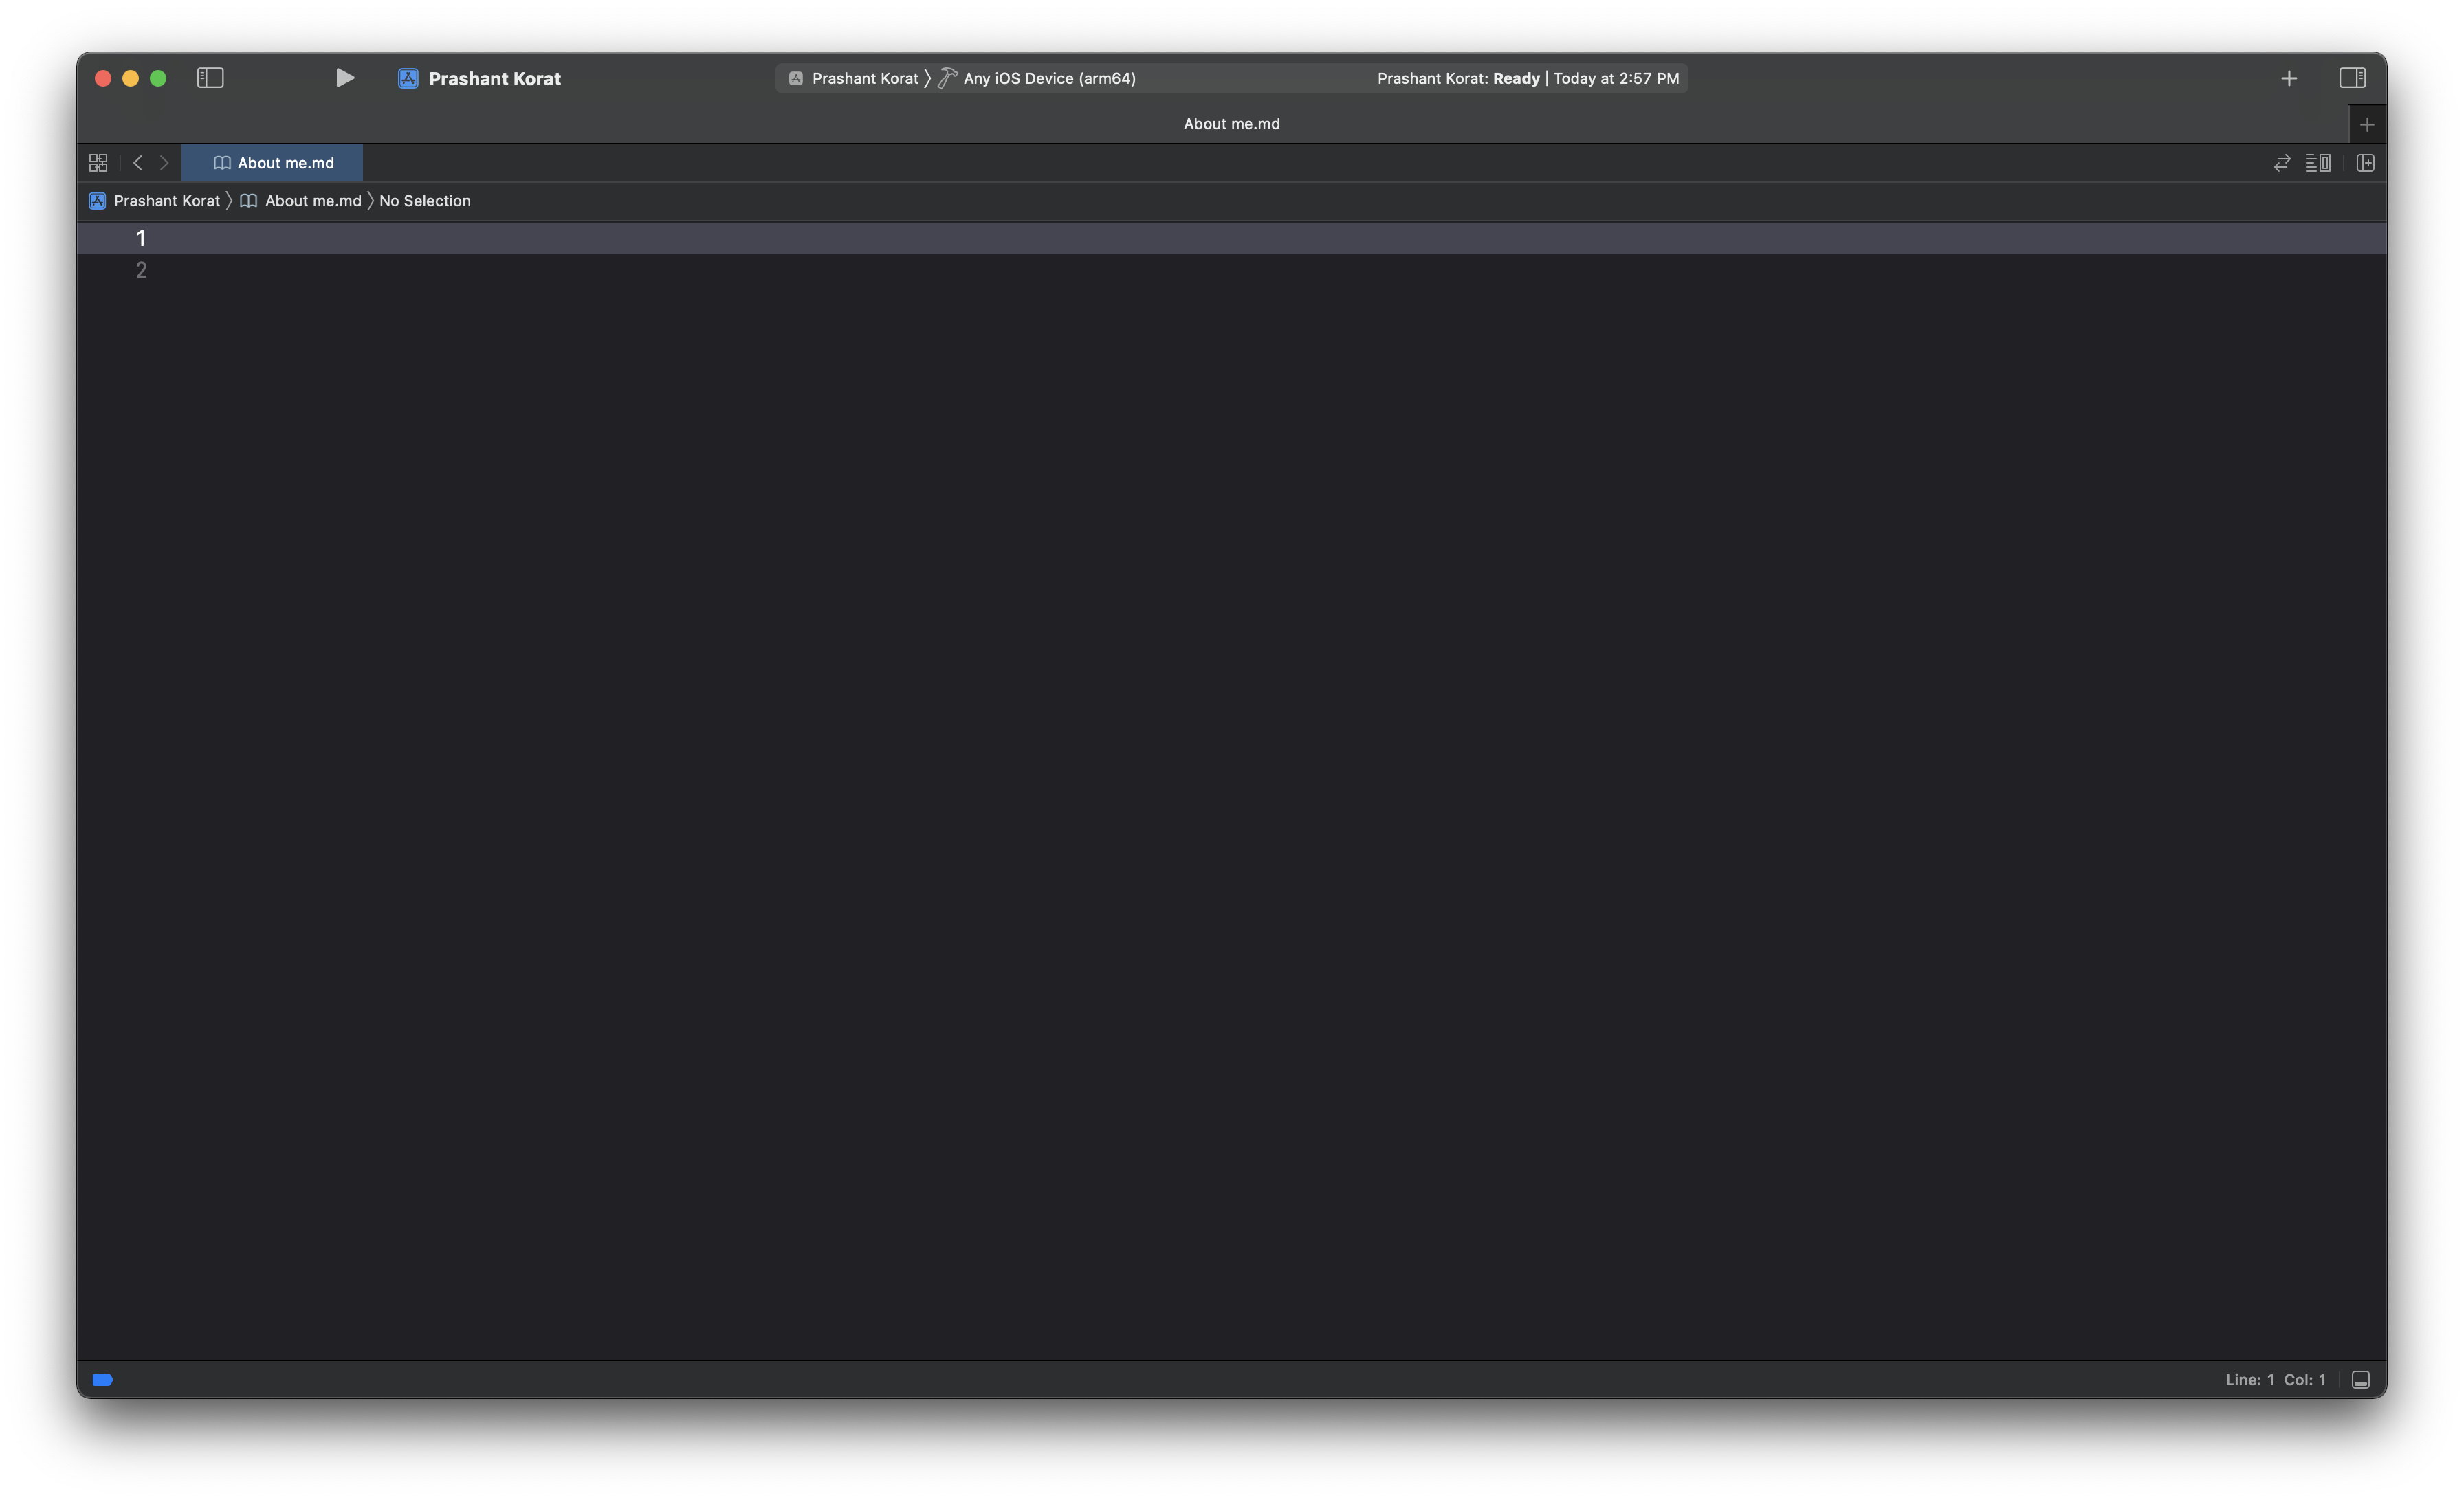 Prashant Korat
Prashant Korat 〉 Any iOS Device (arm64)
Prashant Korat: Ready | Today at 2:57 PM
About me.md
About me.md
Prashant Korat 〉 About me.md 〉 No Selection
1
2
Line: 1 Col: 1